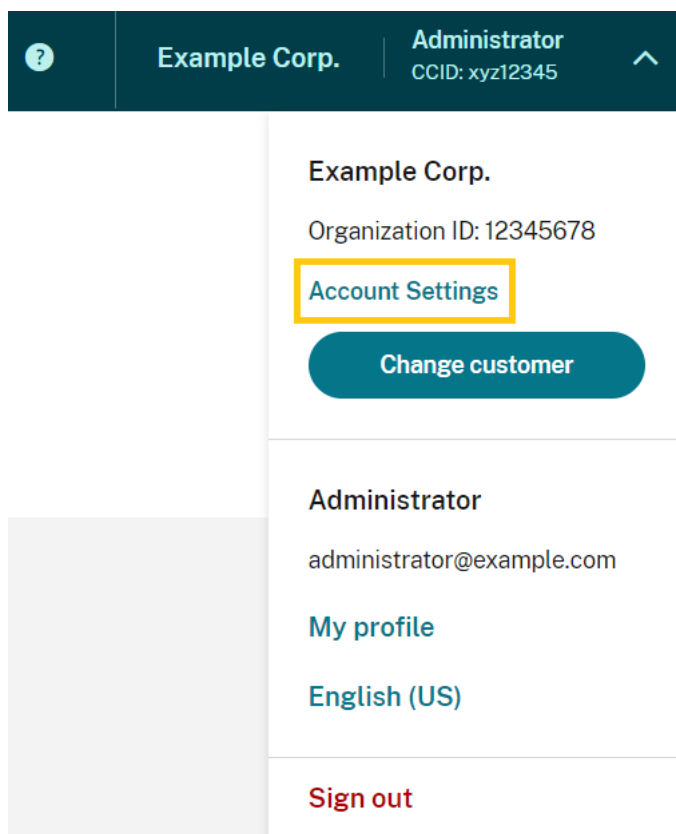 ?
Example Corp.
Administrator
CCID: xyz12345
Example Corp.
Organization ID: 12345678
Account Settings
Change customer
Administrator
administrator@example.com
My profile
English (US)
Sign out